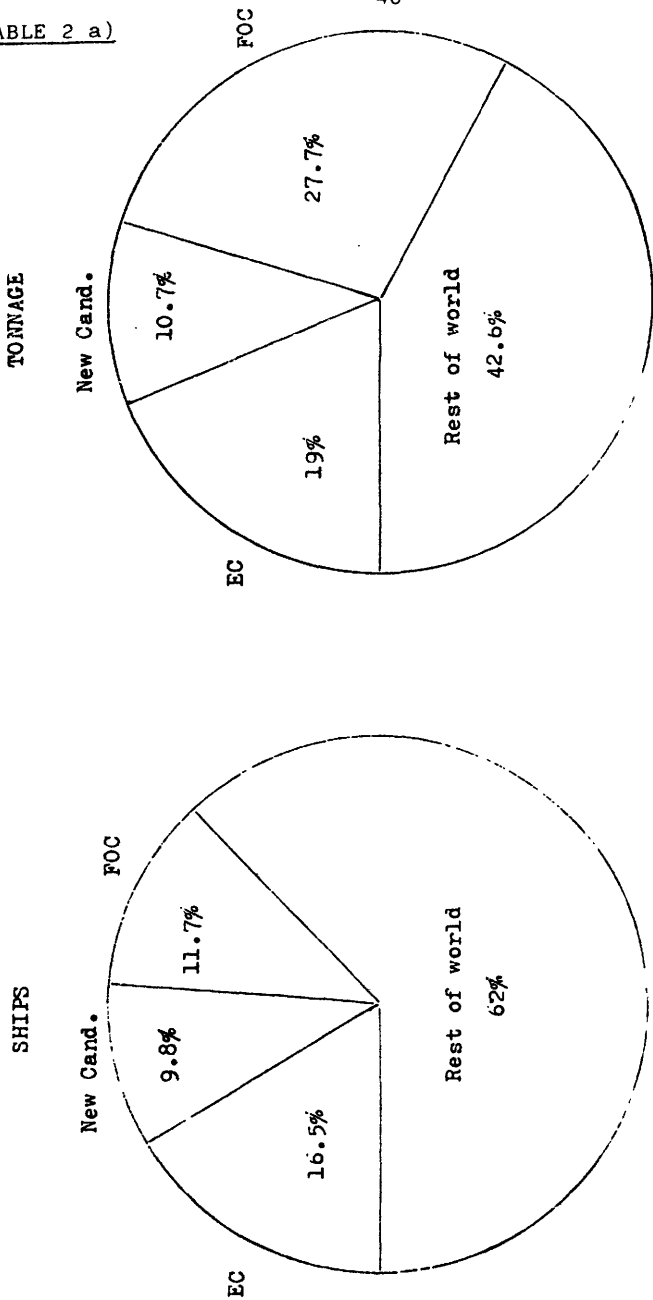 ABLE 2 a)
SHIPS
New Cand.
FOC
EC
9.8%
11.7%
16.5%
Rest of world
62%
TONNAGE
New Cand.
FOC
EC
10.7%
27.7%
19%
Rest of world
42.6%